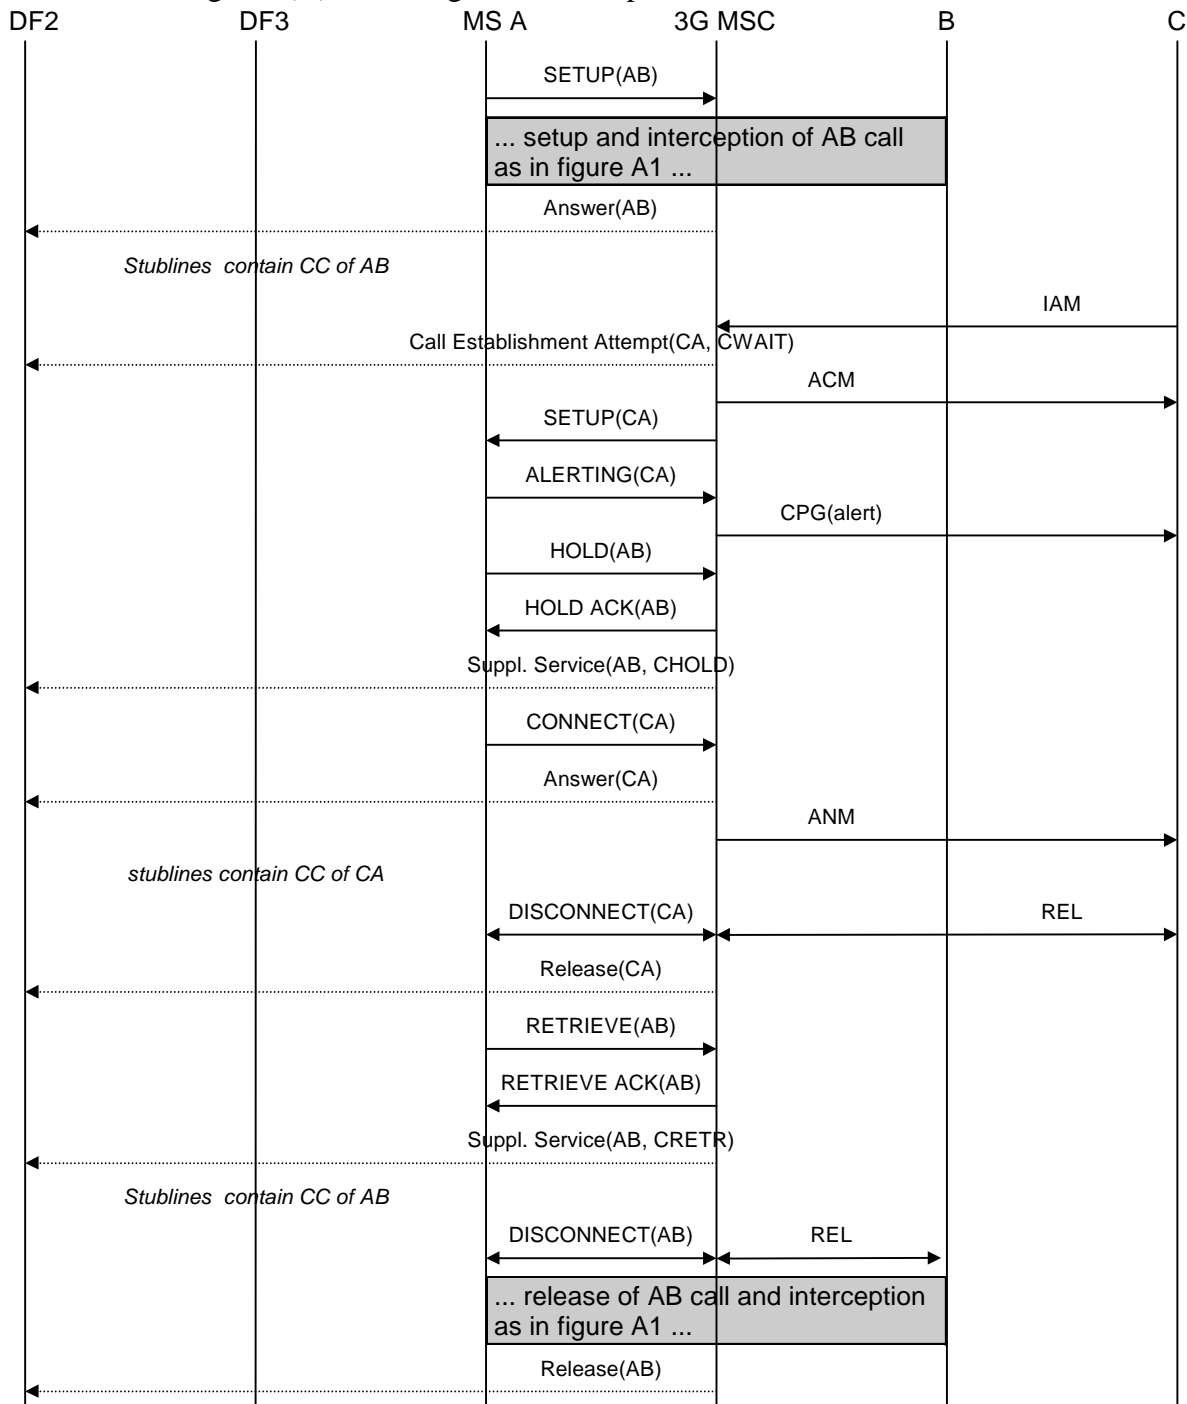 DF2 DF3 MS A 3G MSC B C
SETUP(AB)
... setup and interception of AB call
as in figure A1 ...
Answer(AB)
Stublines contain CC of AB
IAM
Call Establishment Attempt(CA, CWAIT)
ACM
SETUP(CA)
ALERTING(CA)
CPG(alert)
HOLD(AB)
HOLD ACK(AB)
Suppl. Service(AB, CHOLD)
CONNECT(CA)
Answer(CA)
ANM
stublines contain CC of CA
DISCONNECT(CA) REL
Release(CA)
RETRIEVE(AB)
RETRIEVE ACK(AB)
Suppl. Service(AB, CRETR)
Stublines contain CC of AB
DISCONNECT(AB) REL
... release of AB call and interception
as in figure A1 ...
Release(AB)